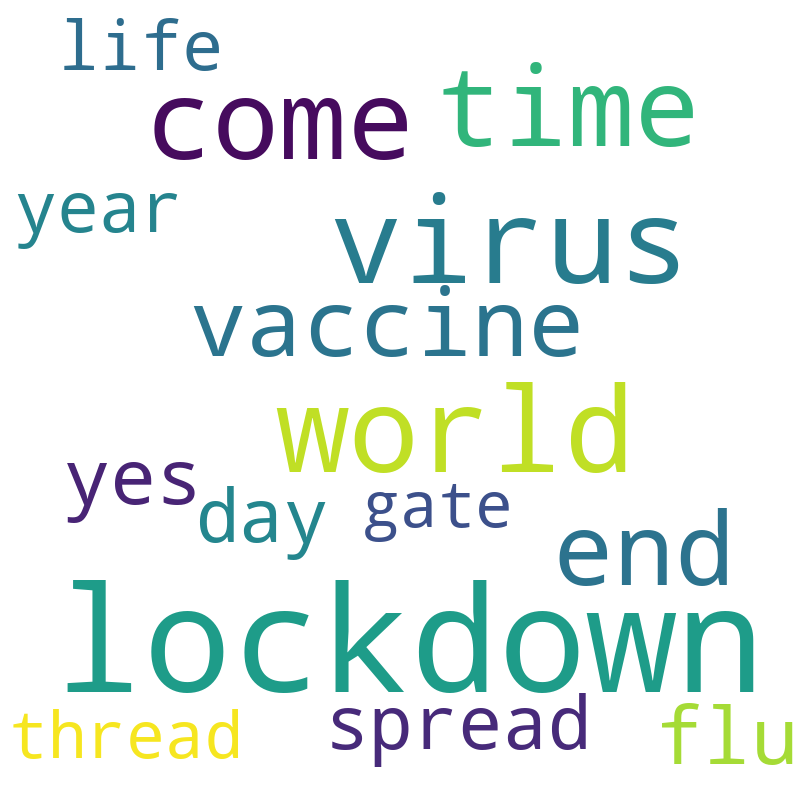 life
come time
year
virus
vaccine
world
yes
day gate
end
lockdown
thread spread flu